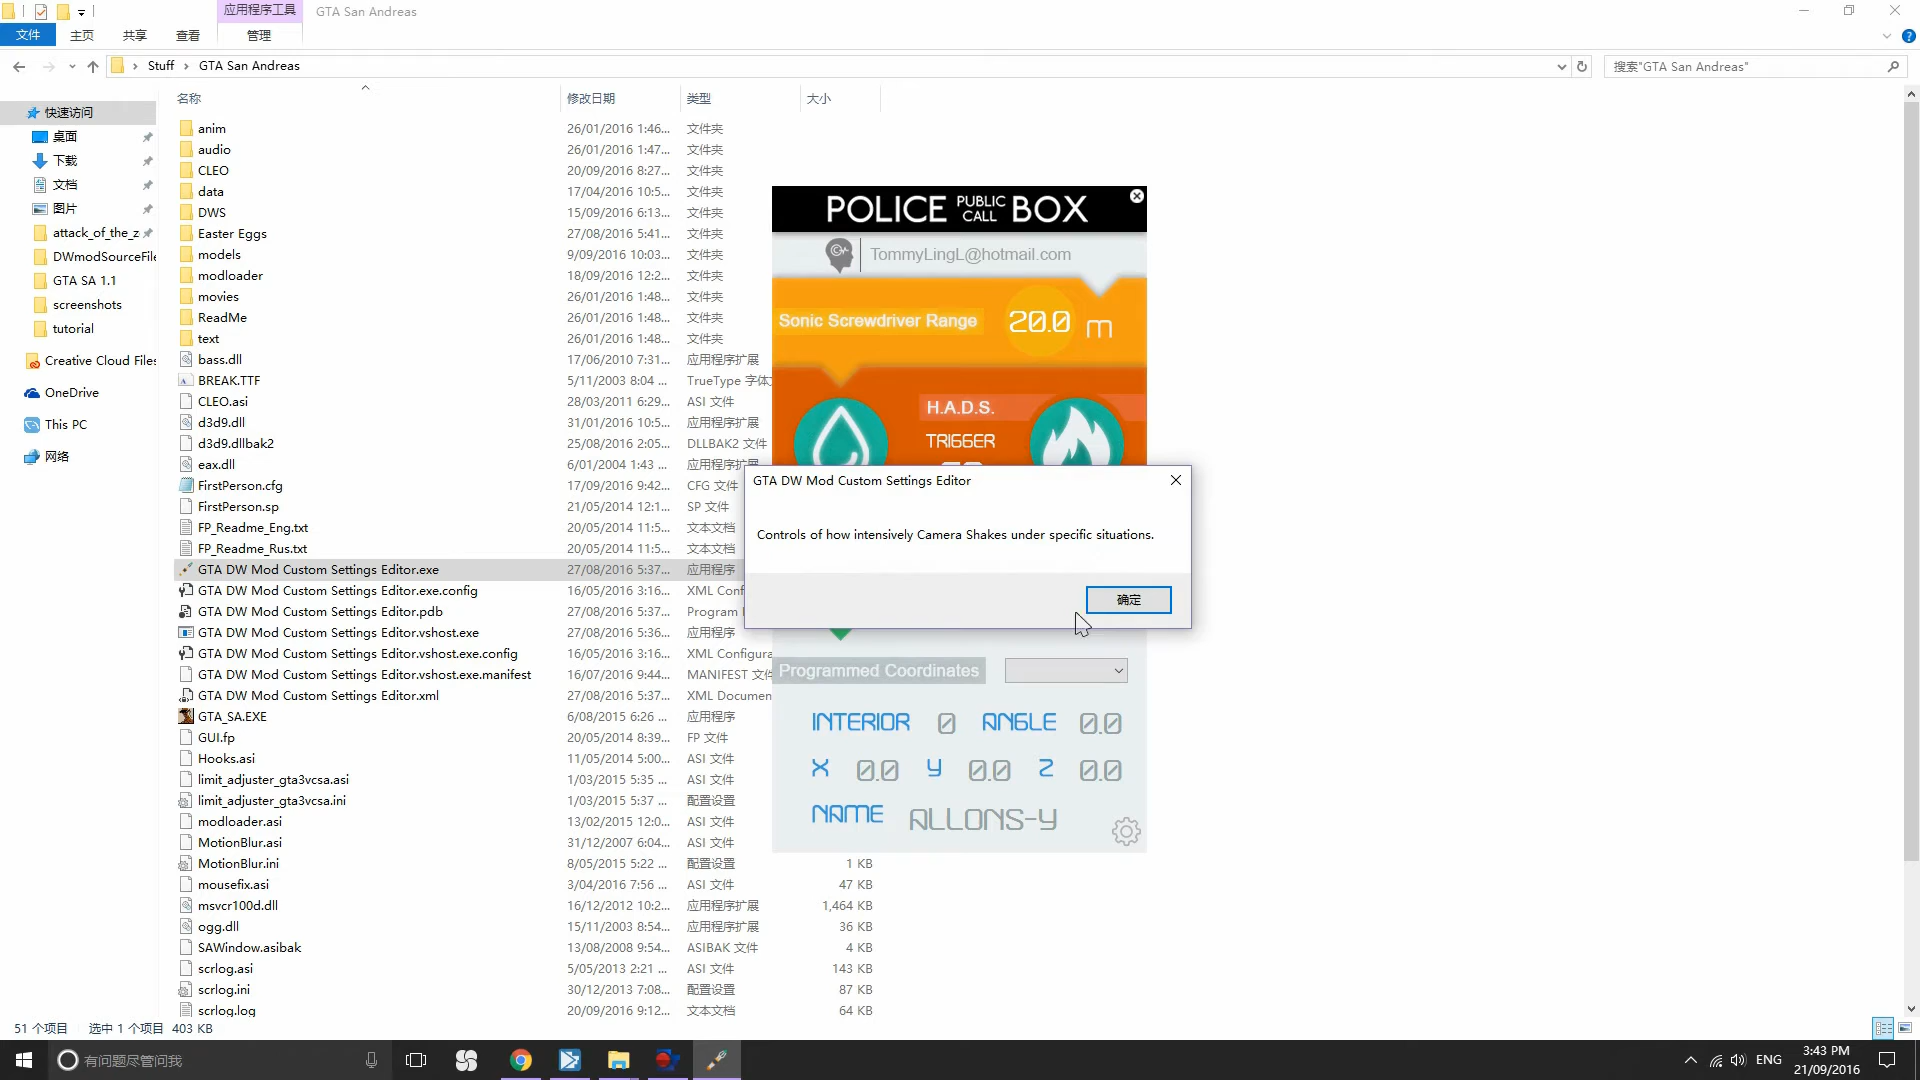 应用程序工具 GTA San Andreas
文件 主页 共享 查看 管理
Stuff GTA San Andreas 搜索"GTA San Andreas"
快速访问
桌面
下载
文档
图片
attack_of_the_z
DWmodSourceFile
GTA SA 1.1
screenshots
tutorial
Creative Cloud Files
OneDrive
This PC
网络
名称 修改日期 类型 大小
anim 26/01/2016 1:46... 文件夹
audio 26/01/2016 1:47... 文件夹
CLEO 20/09/2016 8:27... 文件夹
data 17/04/2016 10:5... 文件夹
DWS 15/09/2016 6:13... 文件夹
Easter Eggs 27/08/2016 5:41... 文件夹
models 9/09/2016 10:03... 文件夹
modloader 18/09/2016 12:2... 文件夹
movies 26/01/2016 1:48... 文件夹
ReadMe 26/01/2016 1:48... 文件夹
text 26/01/2016 1:48... 文件夹
bass.dll 17/06/2010 7:31... 应用程序扩展
BREAK.TTF 5/11/2003 8:04 ... TrueType 字体
CLEO.asi 28/03/2011 6:29... ASI 文件
d3d9.dll 31/01/2016 10:5... 应用程序扩展
d3d9.dllbak2 25/08/2016 2:05... DLLBAK2 文件
eax.dll 6/01/2004 1:43 ... 应用程序扩展
FirstPerson.cfg 17/09/2016 9:42... CFG 文件
FirstPerson.sp 21/05/2014 12:1... SP 文件
FP_Readme_Eng.txt 20/05/2014 11:5... 文本文档
FP_Readme_Rus.txt 20/05/2014 11:5... 文本文档
GTA DW Mod Custom Settings Editor.exe 27/08/2016 5:37... 应用程序
GTA DW Mod Custom Settings Editor.exe.config 16/05/2016 3:16... XML Conf
GTA DW Mod Custom Settings Editor.pdb 27/08/2016 5:37... Program
GTA DW Mod Custom Settings Editor.vshost.exe 27/08/2016 5:36... 应用程序
GTA DW Mod Custom Settings Editor.vshost.exe.config 16/05/2016 3:16... XML Configura
GTA DW Mod Custom Settings Editor.vshost.exe.manifest 16/07/2016 9:44... MANIFEST 文件
GTA DW Mod Custom Settings Editor.xml 27/08/2016 5:37... XML Documen
GTA_SA.EXE 6/08/2015 6:26 ... 应用程序
GUI.fp 20/05/2014 8:39... FP 文件
Hooks.asi 11/05/2014 5:00... ASI 文件
limit_adjuster_gta3vcsa.asi 1/03/2015 5:35 ... ASI 文件
limit_adjuster_gta3vcsa.ini 1/03/2015 5:37 ... 配置设置
modloader.asi 13/02/2015 12:0... ASI 文件
MotionBlur.asi 31/12/2007 6:04... ASI 文件
MotionBlur.ini 8/05/2015 5:22 ... 配置设置 1 KB
mousefix.asi 3/04/2016 7:56 ... ASI 文件 47 KB
msvcr100d.dll 16/12/2012 10:2... 应用程序扩展 1,464 KB
ogg.dll 15/11/2003 8:54... 应用程序扩展 36 KB
SAWindow.asibak 13/08/2008 9:54... ASIBAK 文件 4 KB
scrlog.asi 5/05/2013 2:21 ... ASI 文件 143 KB
scrlog.ini 30/12/2013 7:08... 配置设置 87 KB
scrlog.log 20/09/2016 9:12... 文本文档 64 KB
POLICE PUBLIC CALL BOX
TommyLingL@hotmail.com
Sonic Screwdriver Range 20.0 m
H.A.D.S.
TRIGGER
GTA DW Mod Custom Settings Editor
Controls of how intensively Camera Shakes under specific situations.
确定
Programmed Coordinates
INTERIOR 0 ANGLE 0.0
X 0.0 Y 0.0 Z 0.0
NAME ALLONS-Y
51 个项目 选中 1 个项目 403 KB
有问题尽管问我
ENG
3:43 PM
21/09/2016